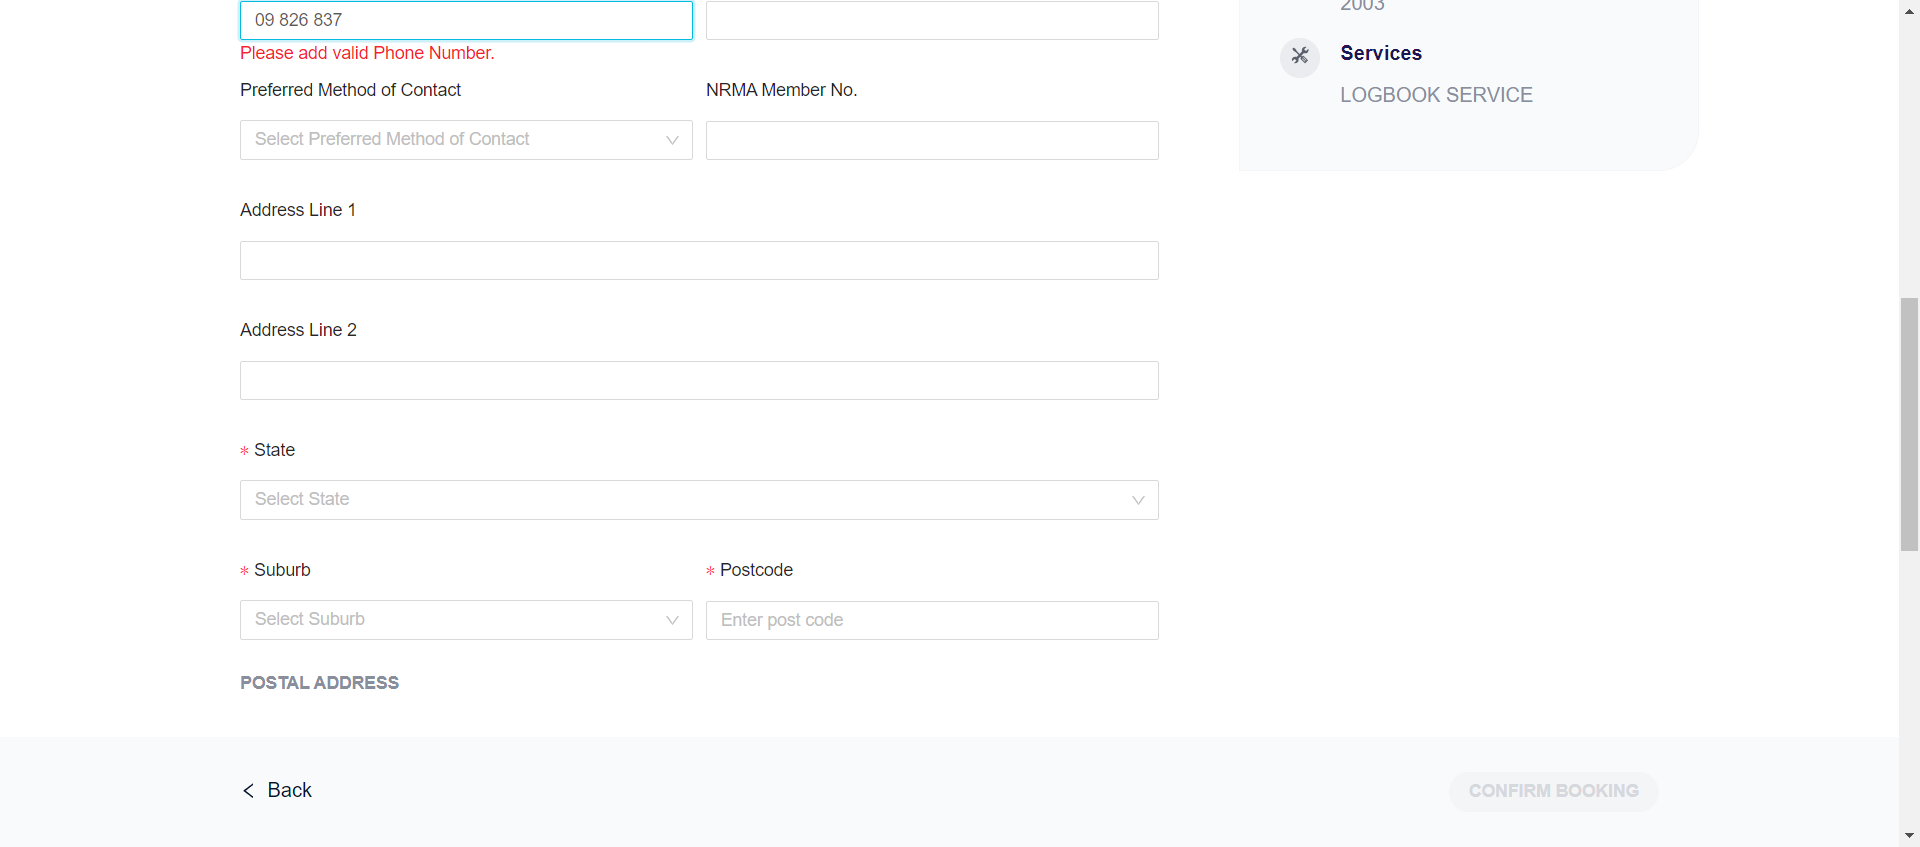 09 826 837
Please add valid Phone Number.
Preferred Method of Contact
NRMA Member No.
Select Preferred Method of Contact
Address Line 1
Address Line 2
* State
Select State
* Suburb
* Postcode
Select Suburb
Enter post code
POSTAL ADDRESS
2003
Services
LOGBOOK SERVICE
Back
CONFIRM BOOKING